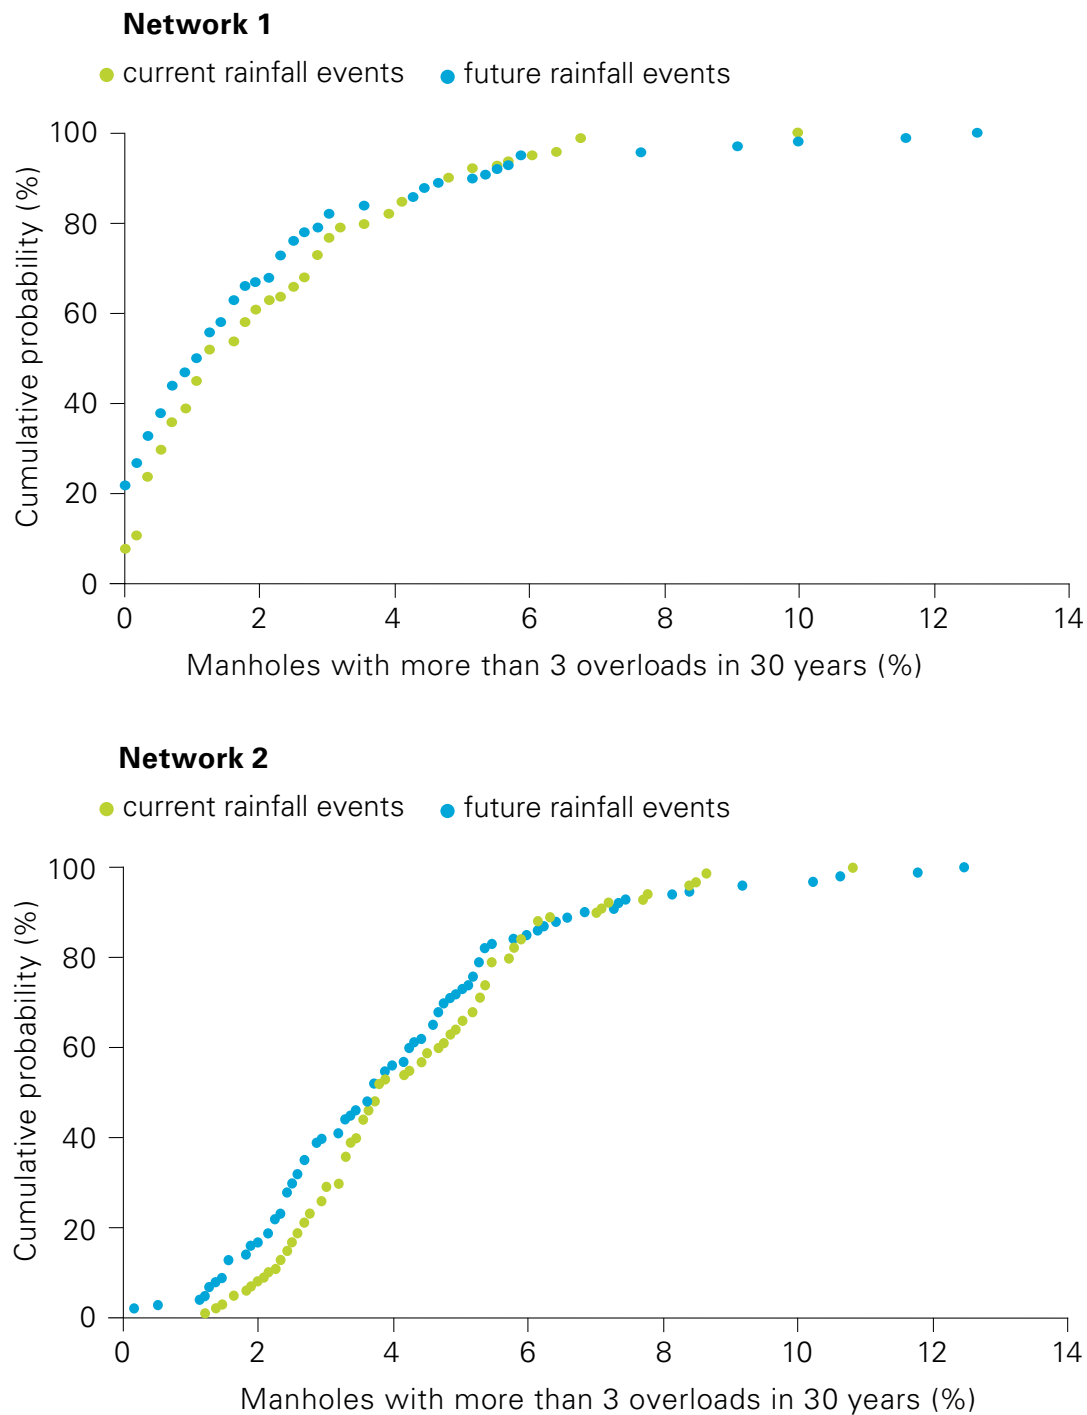 Network 1
current rainfall events future rainfall events
100
80
60
40
20
0
Cumulative probability (%)
0 2 4 6 8 10 12 14
Manholes with more than 3 overloads in 30 years (%)
Network 2
current rainfall events future rainfall events
100
80
60
40
20
0
Cumulative probability (%)
0 2 4 6 8 10 12 14
Manholes with more than 3 overloads in 30 years (%)